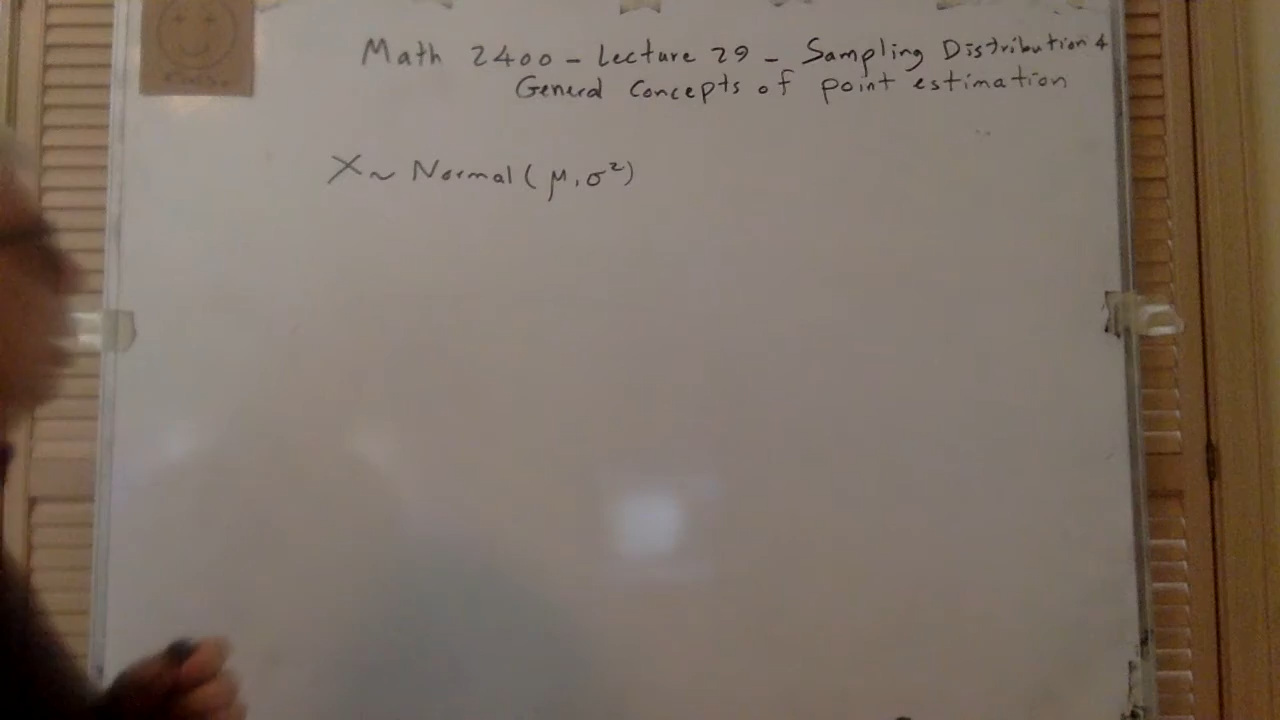 Math 2400 - Lecture 29 - Sampling Distribution &
General Concepts of point estimation
X ~ Normal ( μ, σ²)